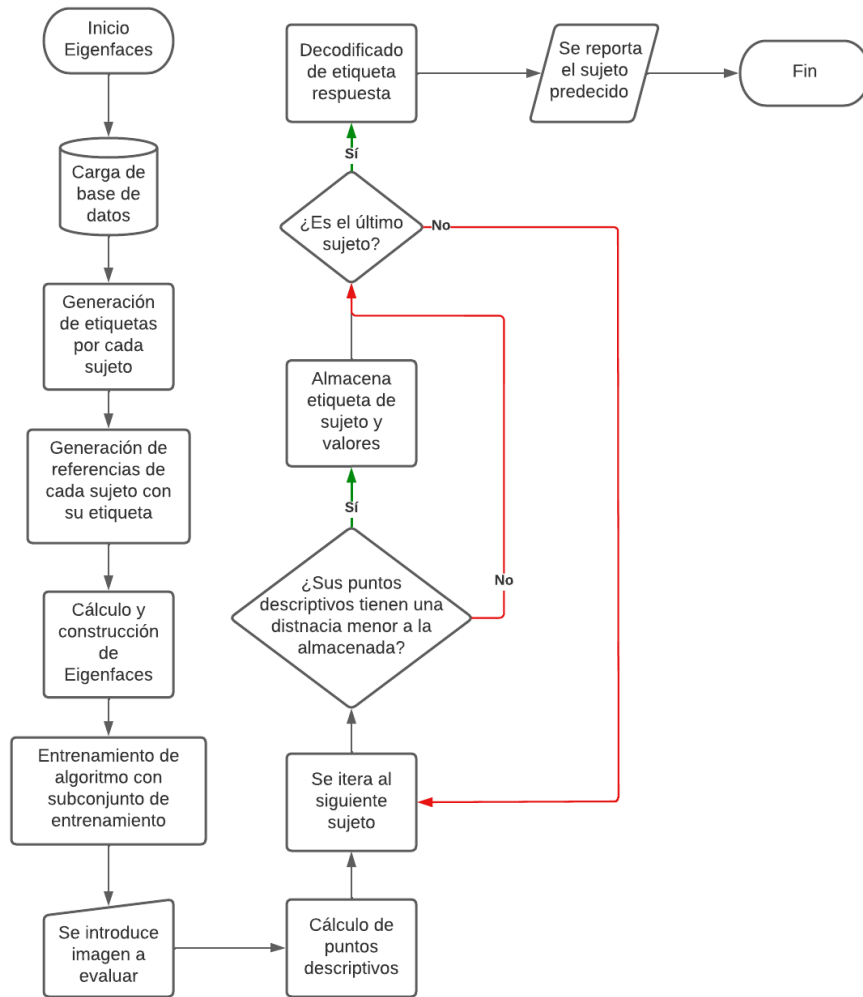 Inicio
Eigenfaces
Carga de
base de
datos
Generación
de etiquetas
por cada
sujeto
Generación de
referencias de
cada sujeto con
su etiqueta
Cálculo y
construcción
de
Eigenfaces
Entrenamiento de
algoritmo con
subconjunto de
entrenamiento
Se introduce
imagen a
evaluar
Cálculo de
puntos
descriptivos
Se itera al
siguiente
sujeto
¿Sus puntos
descriptivos tienen una
distnacia menor a la
almacenada?
Sí
No
Almacena
etiqueta de
sujeto y
valores
¿Es el último
sujeto?
Sí
No
Decodificado
de etiqueta
respuesta
Se reporta
el sujeto
predecido
Fin